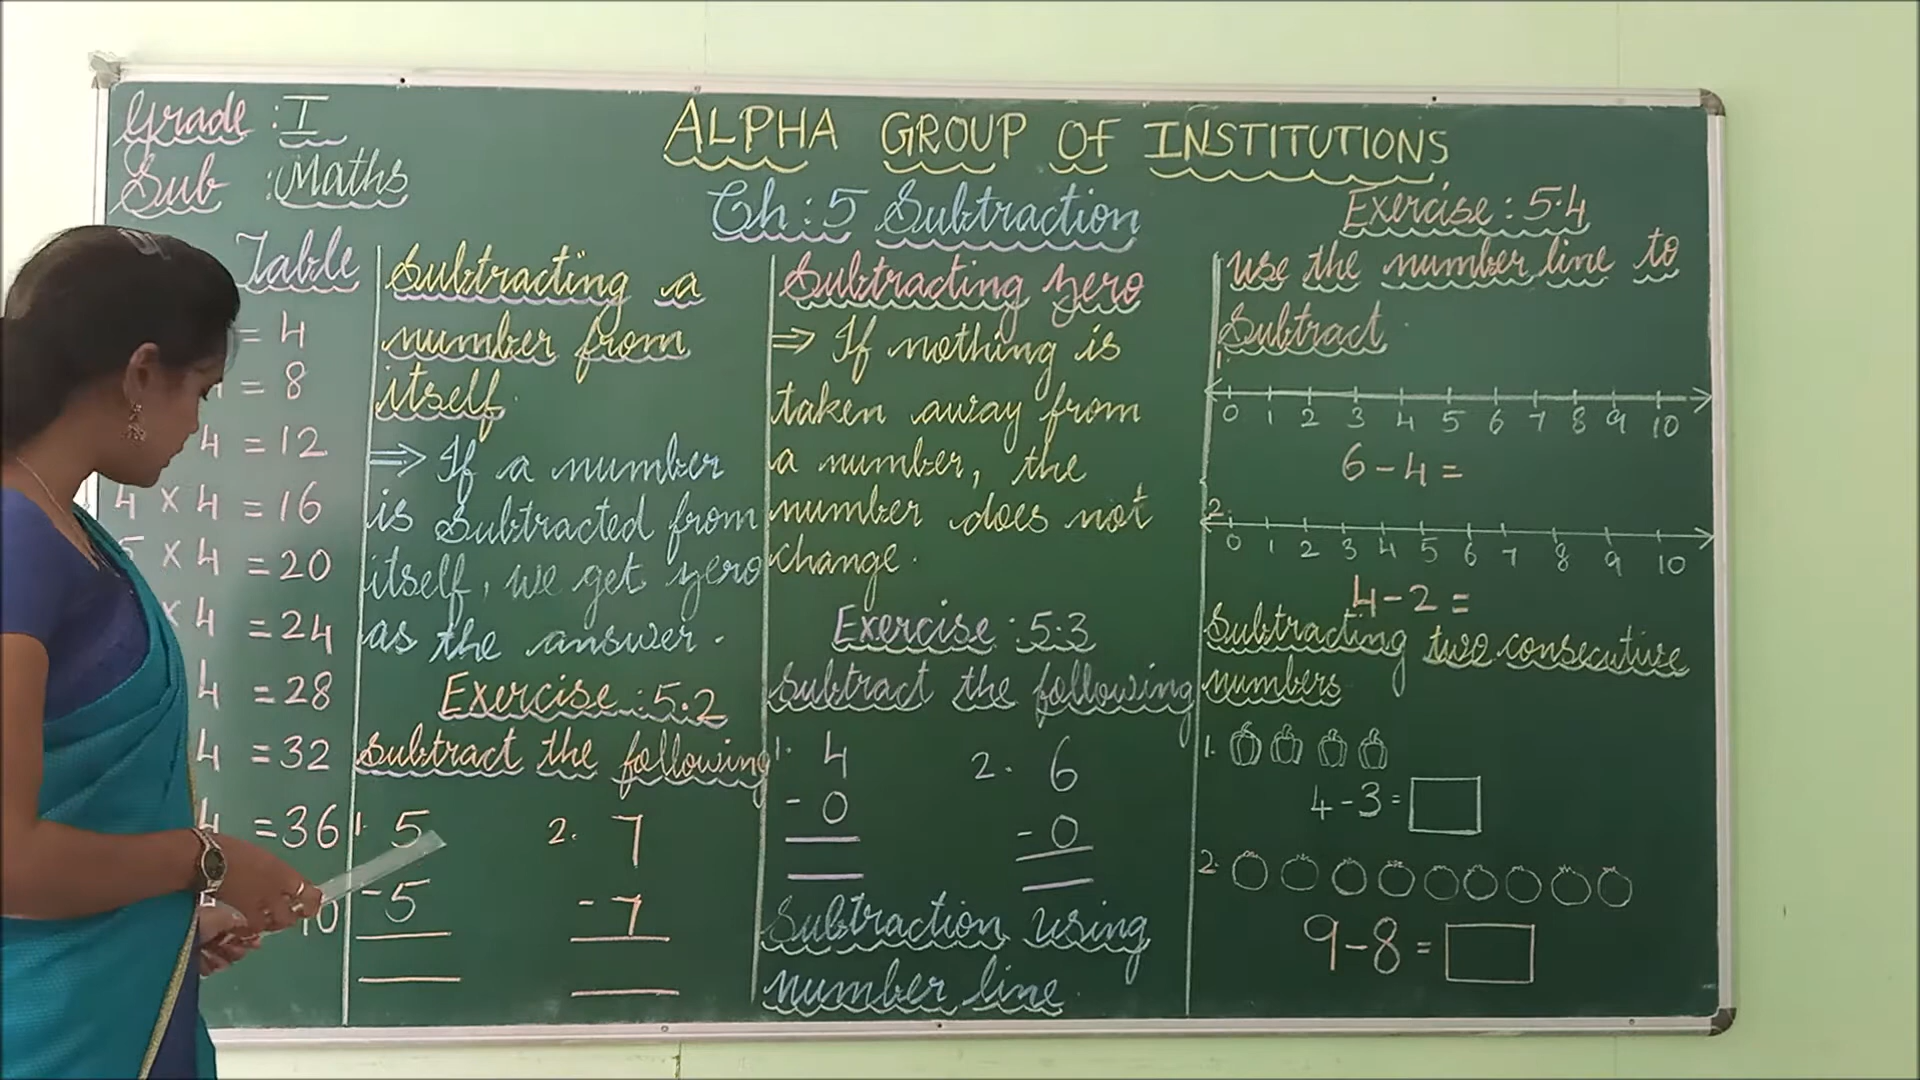 Grade : I
Sub : Maths
ALPHA GROUP OF INSTITUTIONS
Ch : 5 Subtraction
Table
= 4
= 8
4 = 12
4 × 4 = 16
5 × 4 = 20
× 4 = 24
4 = 28
4 = 32
4 = 36
Subtracting a
number from
itself.
⇒ If a number
is Subtracted from
itself, we get zero
as the answer.
Exercise : 5.2
Subtract the following
1. 5 2. 7
- 5 - 7
Subtracting zero
⇒ If nothing is
taken away from
a number, the
number does not
change.
Exercise : 5.3
Subtract the following
1. 4 2. 6
- 0 - 0
Subtraction using
number line.
Exercise : 5.4
Use the number line to
Subtract.
1.
0 1 2 3 4 5 6 7 8 9 10
6 - 4 =
2.
0 1 2 3 4 5 6 7 8 9 10
4 - 2 =
Subtracting two consecutive
numbers
1.
4 - 3 =
2.
9 - 8 =